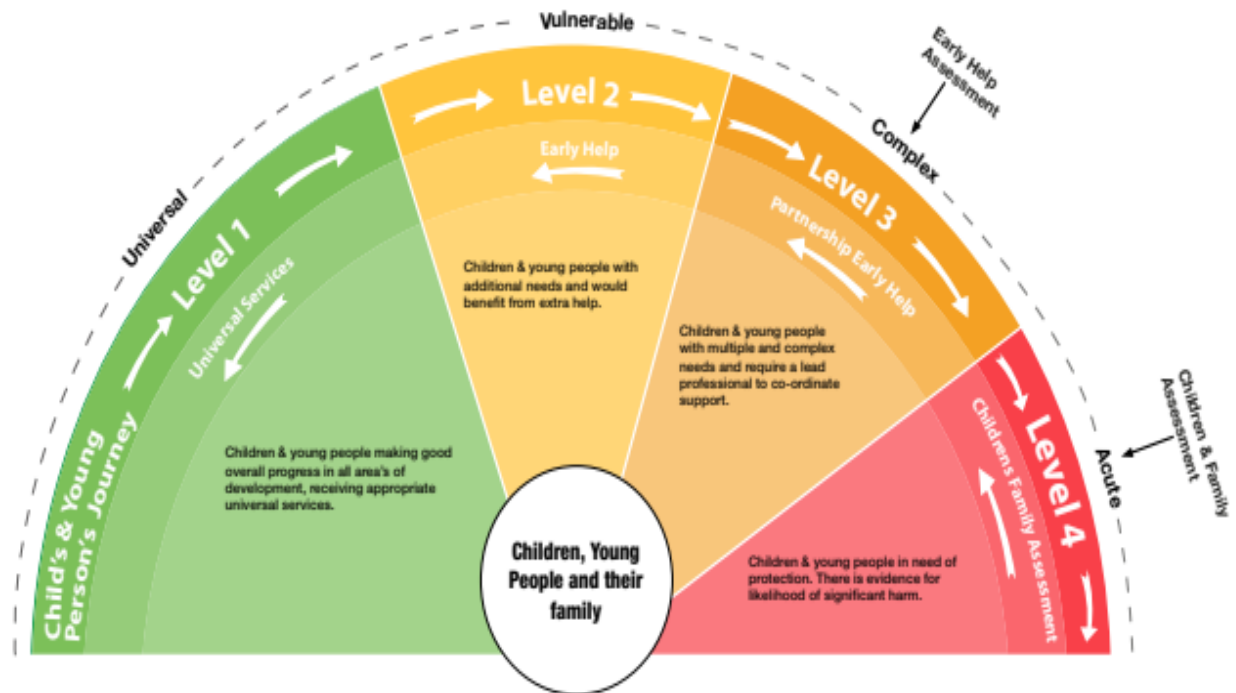 Vulnerable
Early Help
Assessment
Level 2
Early Help
Complex
Level 3
Partnership Early Help
Universal
Level 1
Universal Services
Children & young people with
additional needs and would
benefit from extra help.
Children & young people
with multiple and complex
needs and require a lead
professional to co-ordinate
support.
Children & Family
Assessment
Acute
Level 4
Childrens Family Assessment
Child's & Young
Person's Journey
Children & young people making good
overall progress in all area's of
development, receiving appropriate
universal services.
Children, Young
People and their
family
Children & young people in need of
protection. There is evidence for
likelihood of significant harm.